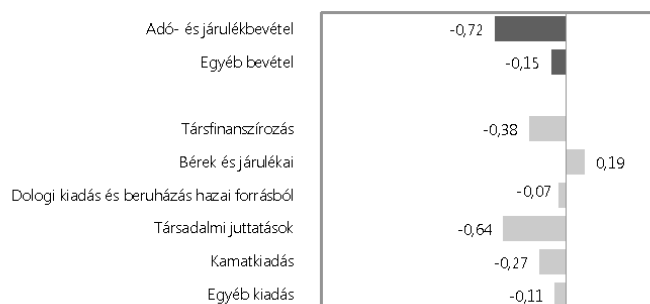 Adó- és járulékbevétel -0,72
Egyéb bevétel -0,15
Társfinanszírozás -0,38
Bérek és járulékai 0,19
Dologi kiadás és beruházás hazai forrásból -0,07
Társadalmi juttatások -0,64
Kamatkiadás -0,27
Egyéb kiadás -0,11